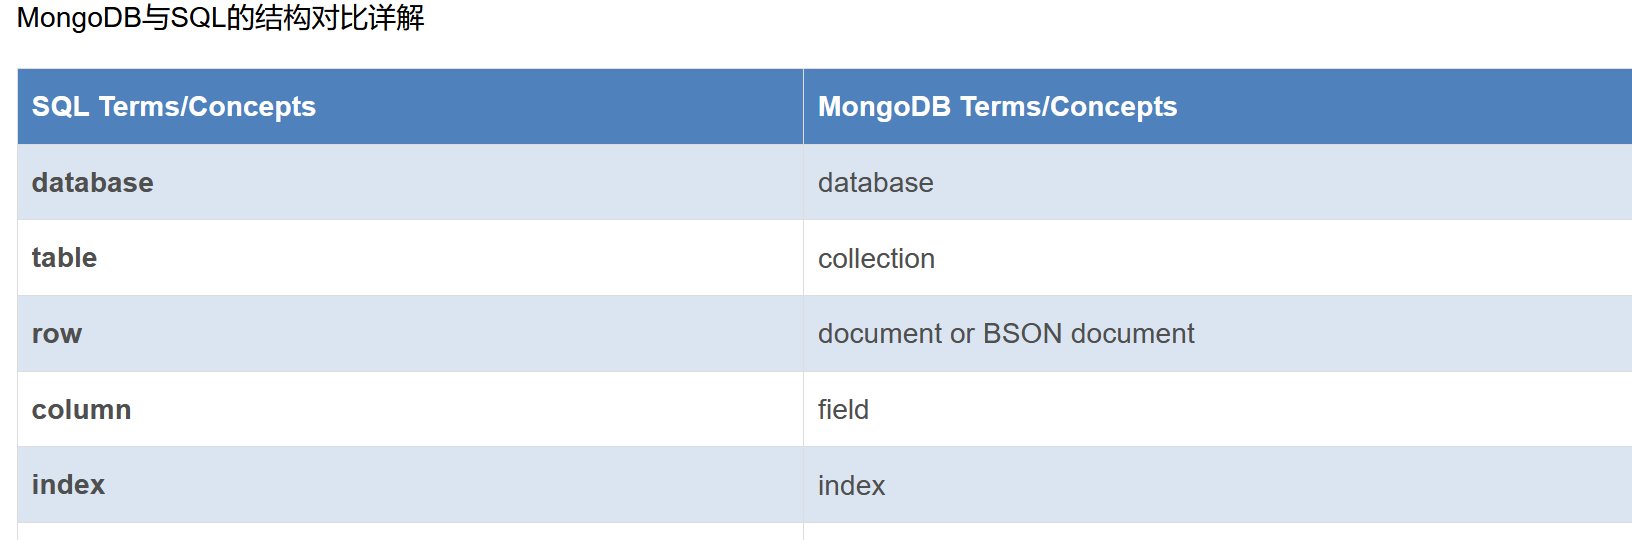 MongoDB与SQL的结构对比详解
SQL Terms/Concepts MongoDB Terms/Concepts
database database
table collection
row document or BSON document
column field
index index